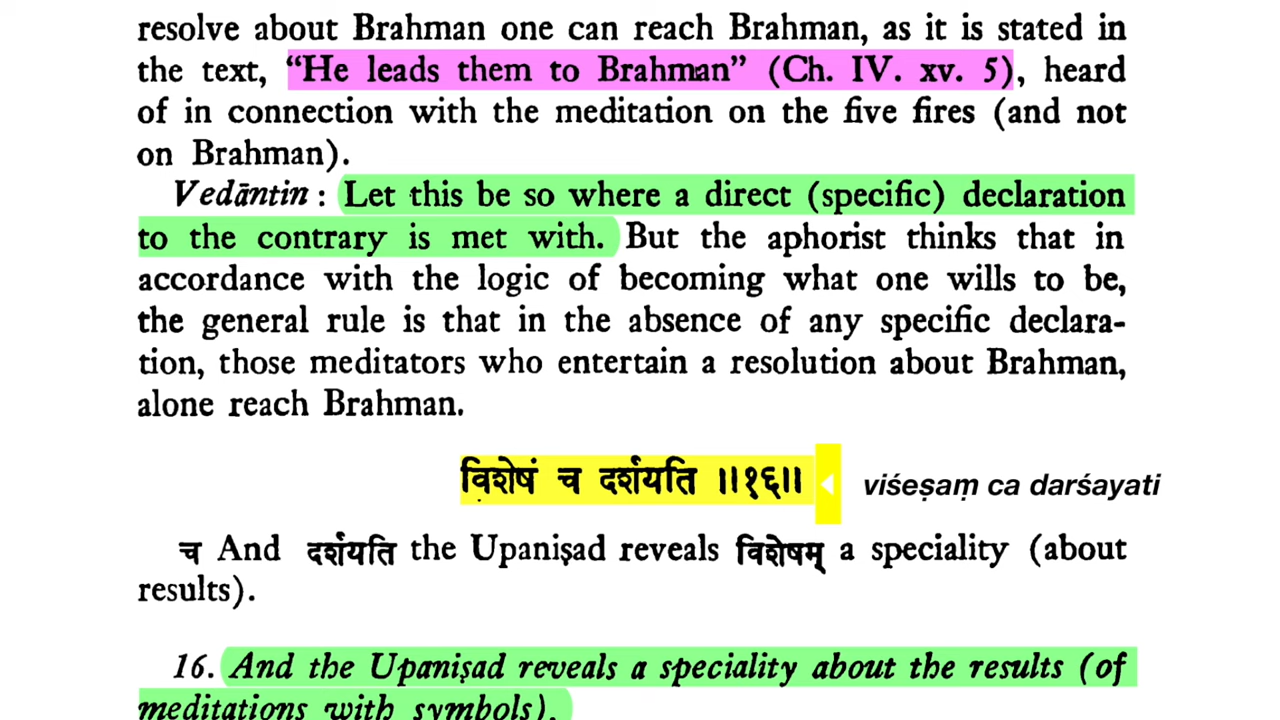 resolve about Brahman one can reach Brahman, as it is stated in
the text, “He leads them to Brahman” (Ch. IV. xv. 5), heard
of in connection with the meditation on the five fires (and not
on Brahman).
Vedāntin : Let this be so where a direct (specific) declaration
to the contrary is met with. But the aphorist thinks that in
accordance with the logic of becoming what one wills to be,
the general rule is that in the absence of any specific declara-
tion, those meditators who entertain a resolution about Brahman,
alone reach Brahman.
विशेषं च दर्शयति ॥१६॥ viśeṣaṃ ca darśayati
च And दर्शयति the Upaniṣad reveals विशेषम् a speciality (about
results).
16. And the Upaniṣad reveals a speciality about the results (of
meditations with symbols).